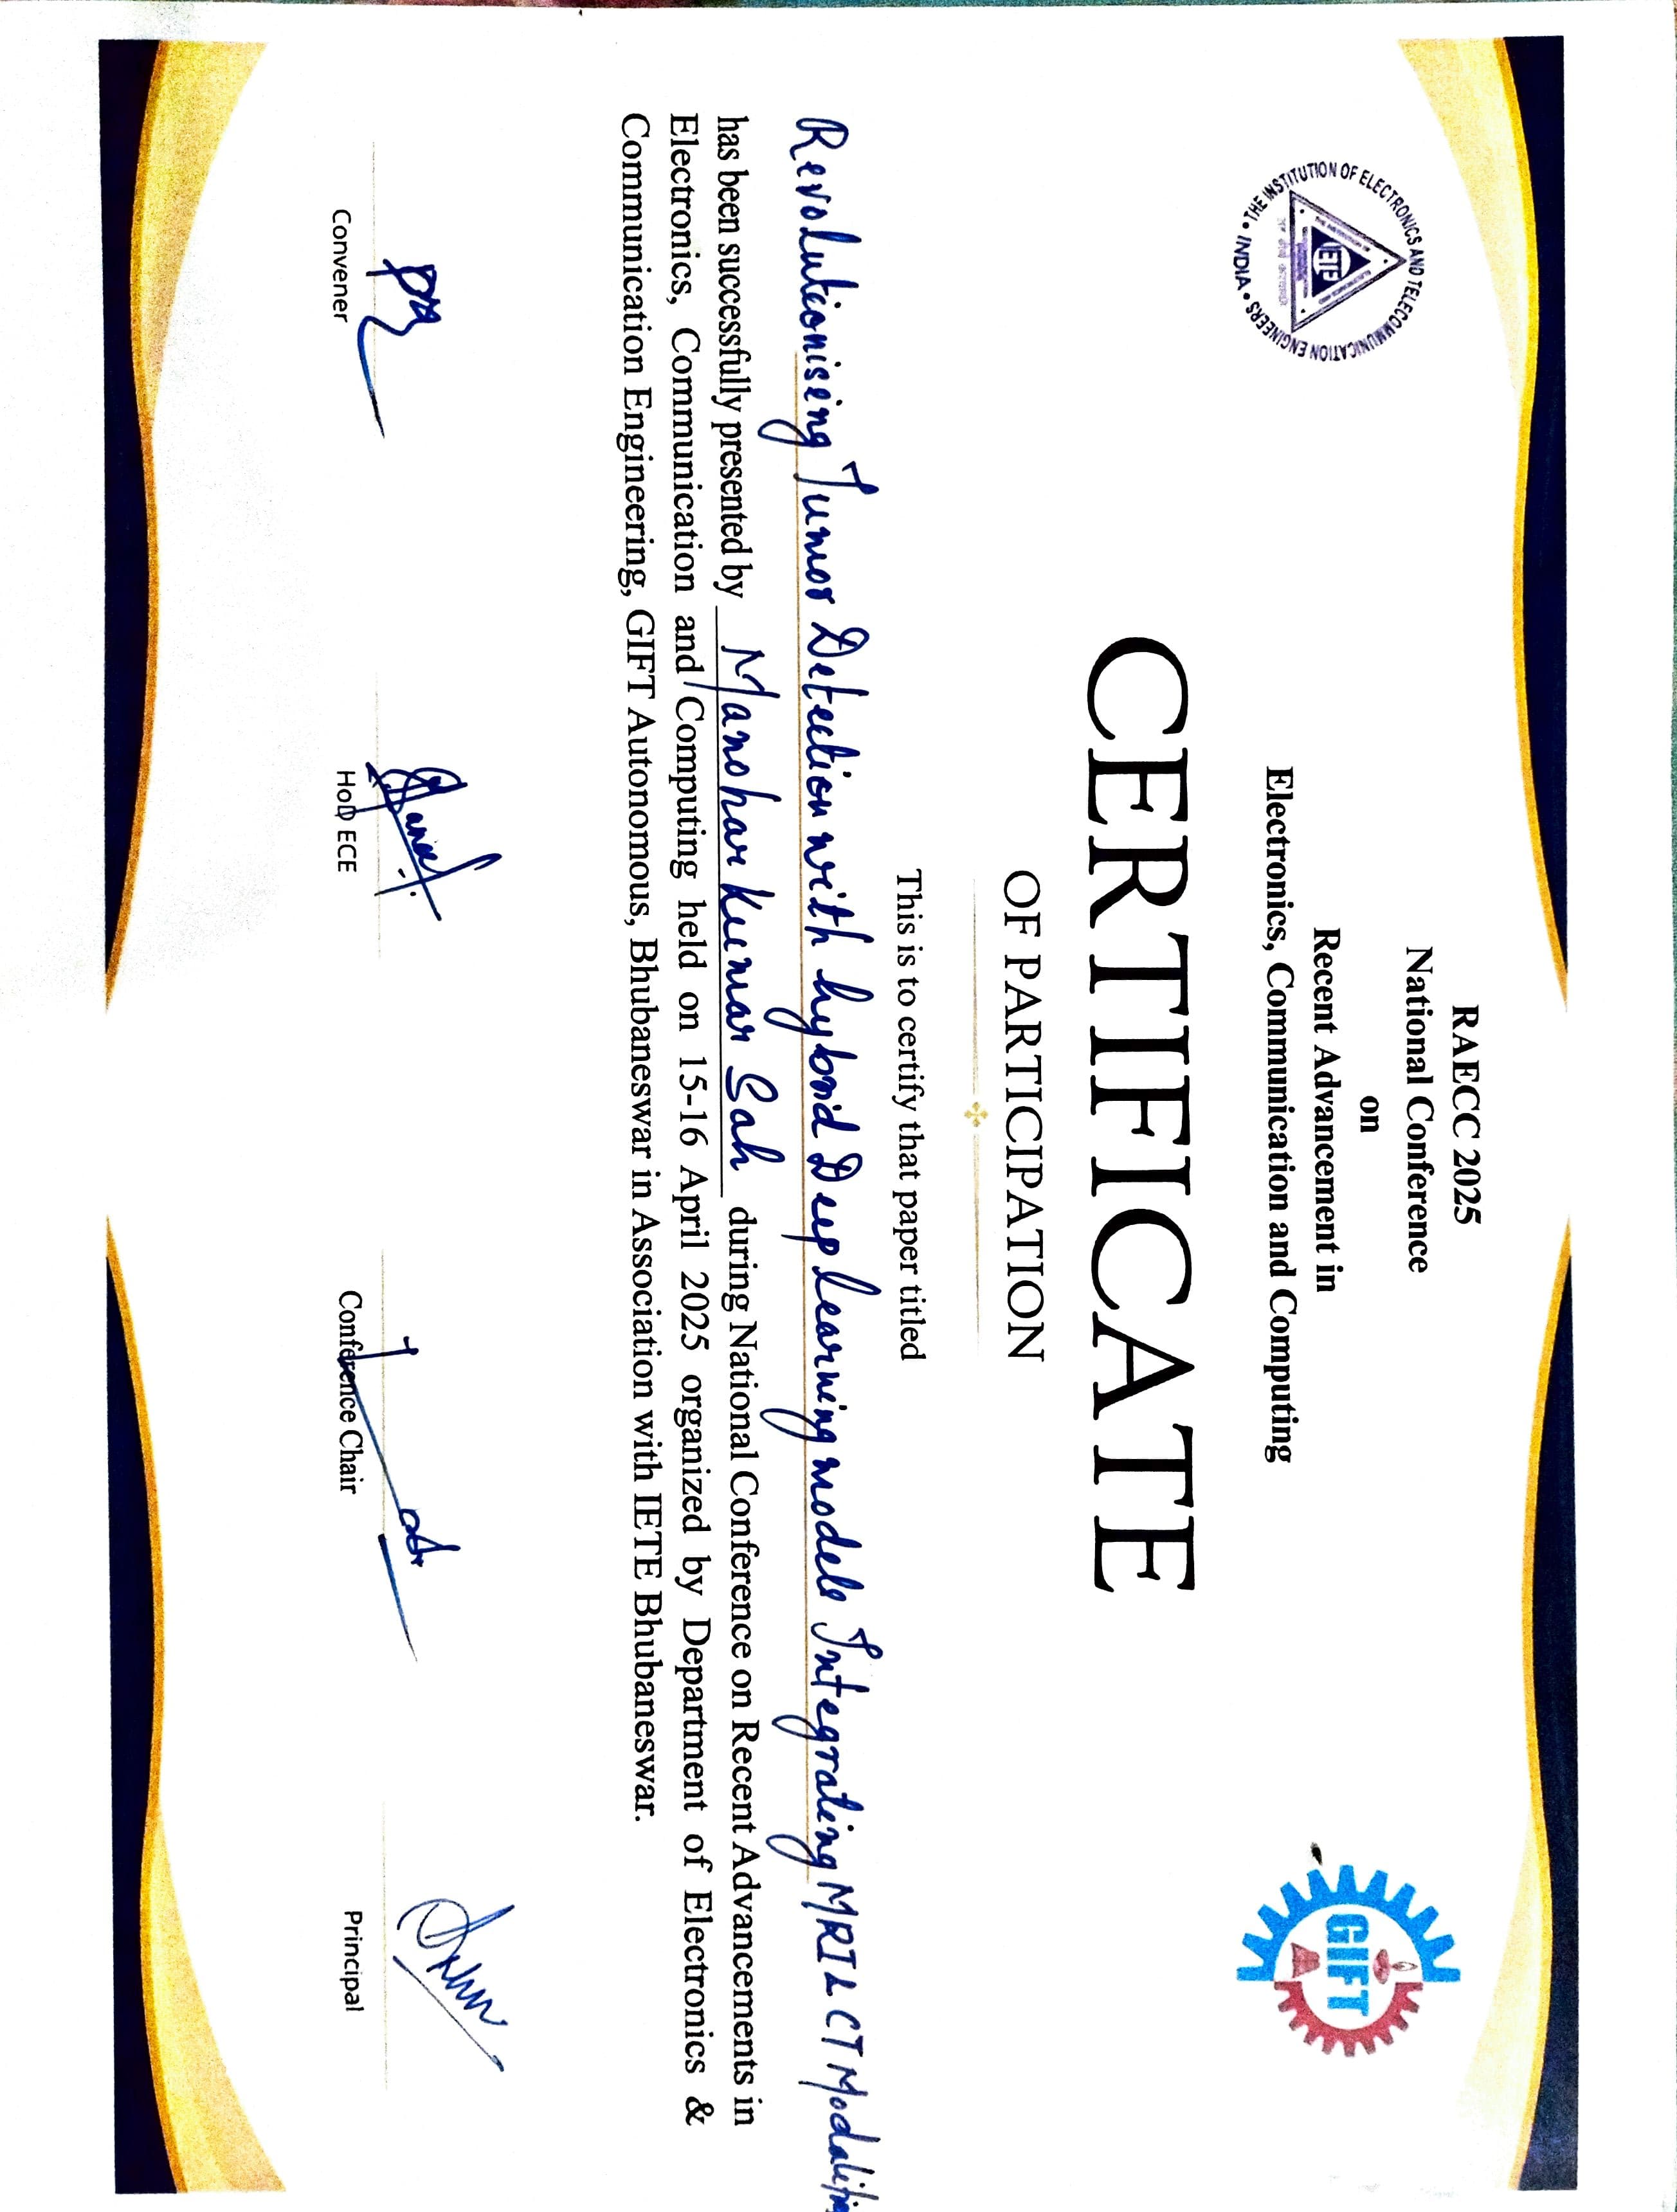 RAECC 2025
National Conference
on
Recent Advancement in
Electronics, Communication and Computing
THE INSTITUTION OF ELECTRONICS AND TELECOMMUNICATION ENGINEERS • INDIA •
IETE
GIFT
CERTIFICATE
OF PARTICIPATION
This is to certify that paper titled
Revolutionising Tumor Detection with hybrid Deep learning models Integrating MRI & CT
has been successfully presented by Manohar Kumar Sah during National Conference on Recent Advancements in
Electronics, Communication and Computing held on 15-16 April 2025 organized by Department of Electronics &
Communication Engineering, GIFT Autonomous, Bhubaneswar in Association with IETE Bhubaneswar.
Convener
HoD ECE
Conference Chair
Principal